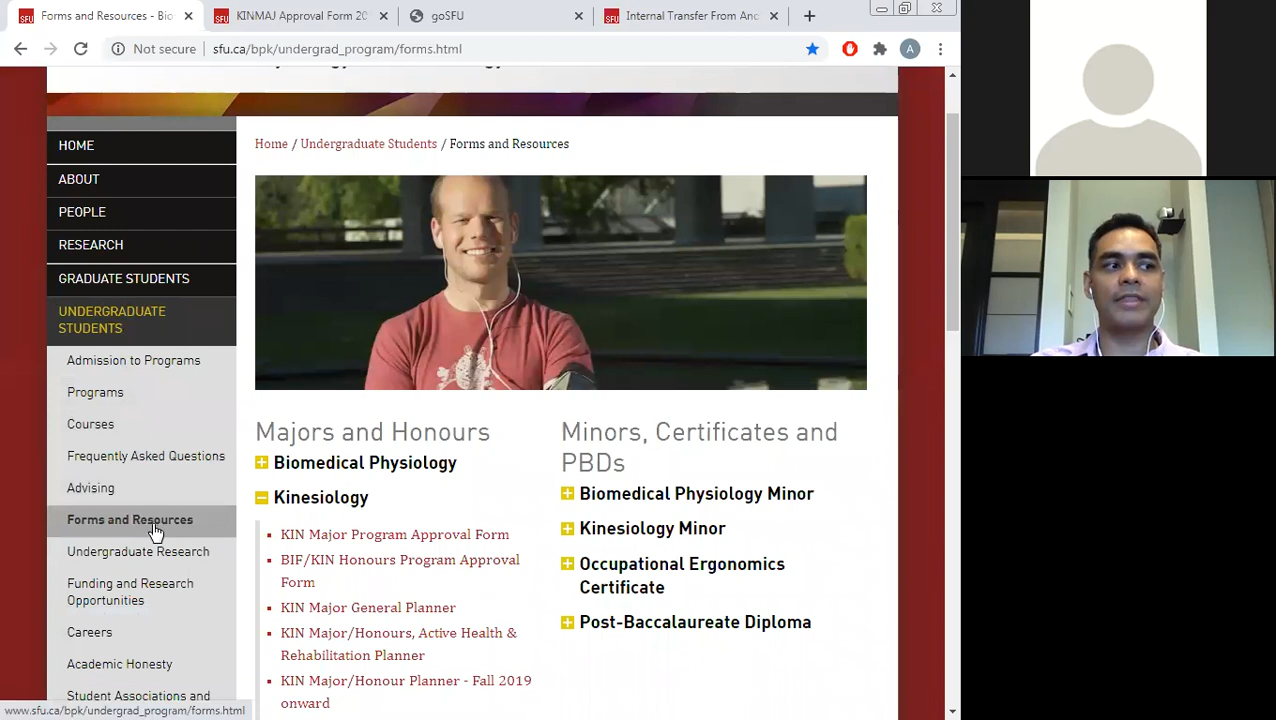 Forms and Resources - Bio
KINMAJ Approval Form 20
goSFU
Internal Transfer From Anc
Not secure
sfu.ca/bpk/undergrad_program/forms.html
A
HOME
ABOUT
PEOPLE
RESEARCH
GRADUATE STUDENTS
UNDERGRADUATE
STUDENTS
Admission to Programs
Programs
Courses
Frequently Asked Questions
Advising
Forms and Resources
Undergraduate Research
Funding and Research
Opportunities
Careers
Academic Honesty
Student Associations and
www.sfu.ca/bpk/undergrad_program/forms.html
Home / Undergraduate Students / Forms and Resources
Majors and Honours
Biomedical Physiology
Kinesiology
KIN Major Program Approval Form
BIF/KIN Honours Program Approval
Form
KIN Major General Planner
KIN Major/Honours, Active Health &
Rehabilitation Planner
KIN Major/Honour Planner - Fall 2019
onward
Minors, Certificates and
PBDs
Biomedical Physiology Minor
Kinesiology Minor
Occupational Ergonomics
Certificate
Post-Baccalaureate Diploma